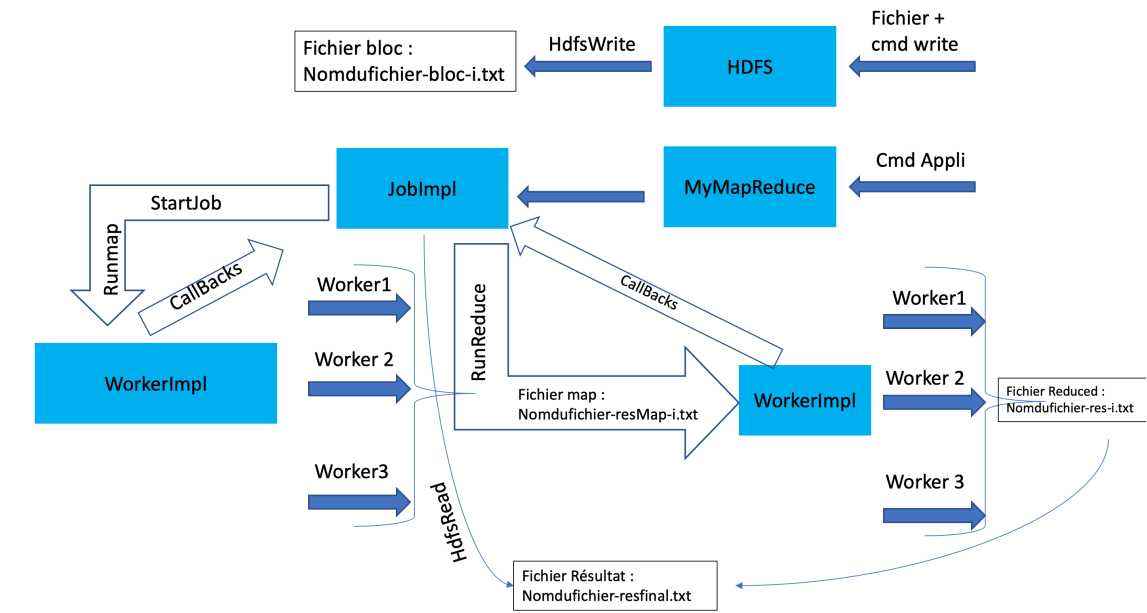 Fichier +
cmd write
HdfsWrite
HDFS
Fichier bloc :
Nomdufichier-bloc-i.txt
Cmd Appli
MyMapReduce
JobImpl
StartJob
Runmap
CallBacks
WorkerImpl
Worker1
Worker 2
Worker3
RunReduce
Fichier map :
Nomdufichier-resMap-i.txt
CallBacks
WorkerImpl
Worker1
Worker 2
Worker 3
Fichier Reduced :
Nomdufichier-res-i.txt
HdfsRead
Fichier Résultat :
Nomdufichier-resfinal.txt